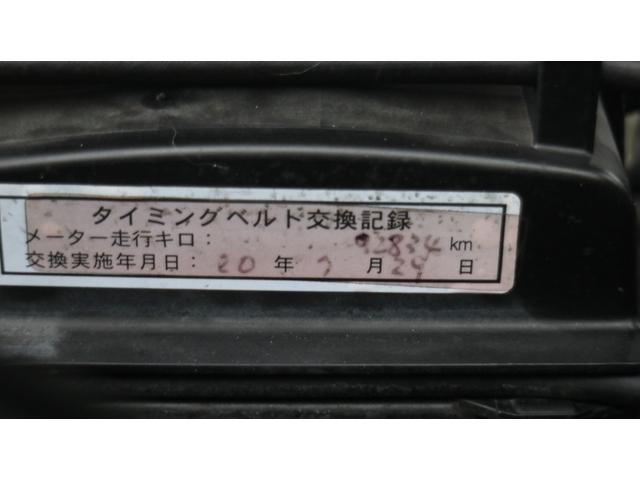 タイミングベルト交換記録
メーター走行キロ： 92834 km
交換実施年月日： 20 年 7 月 24 日